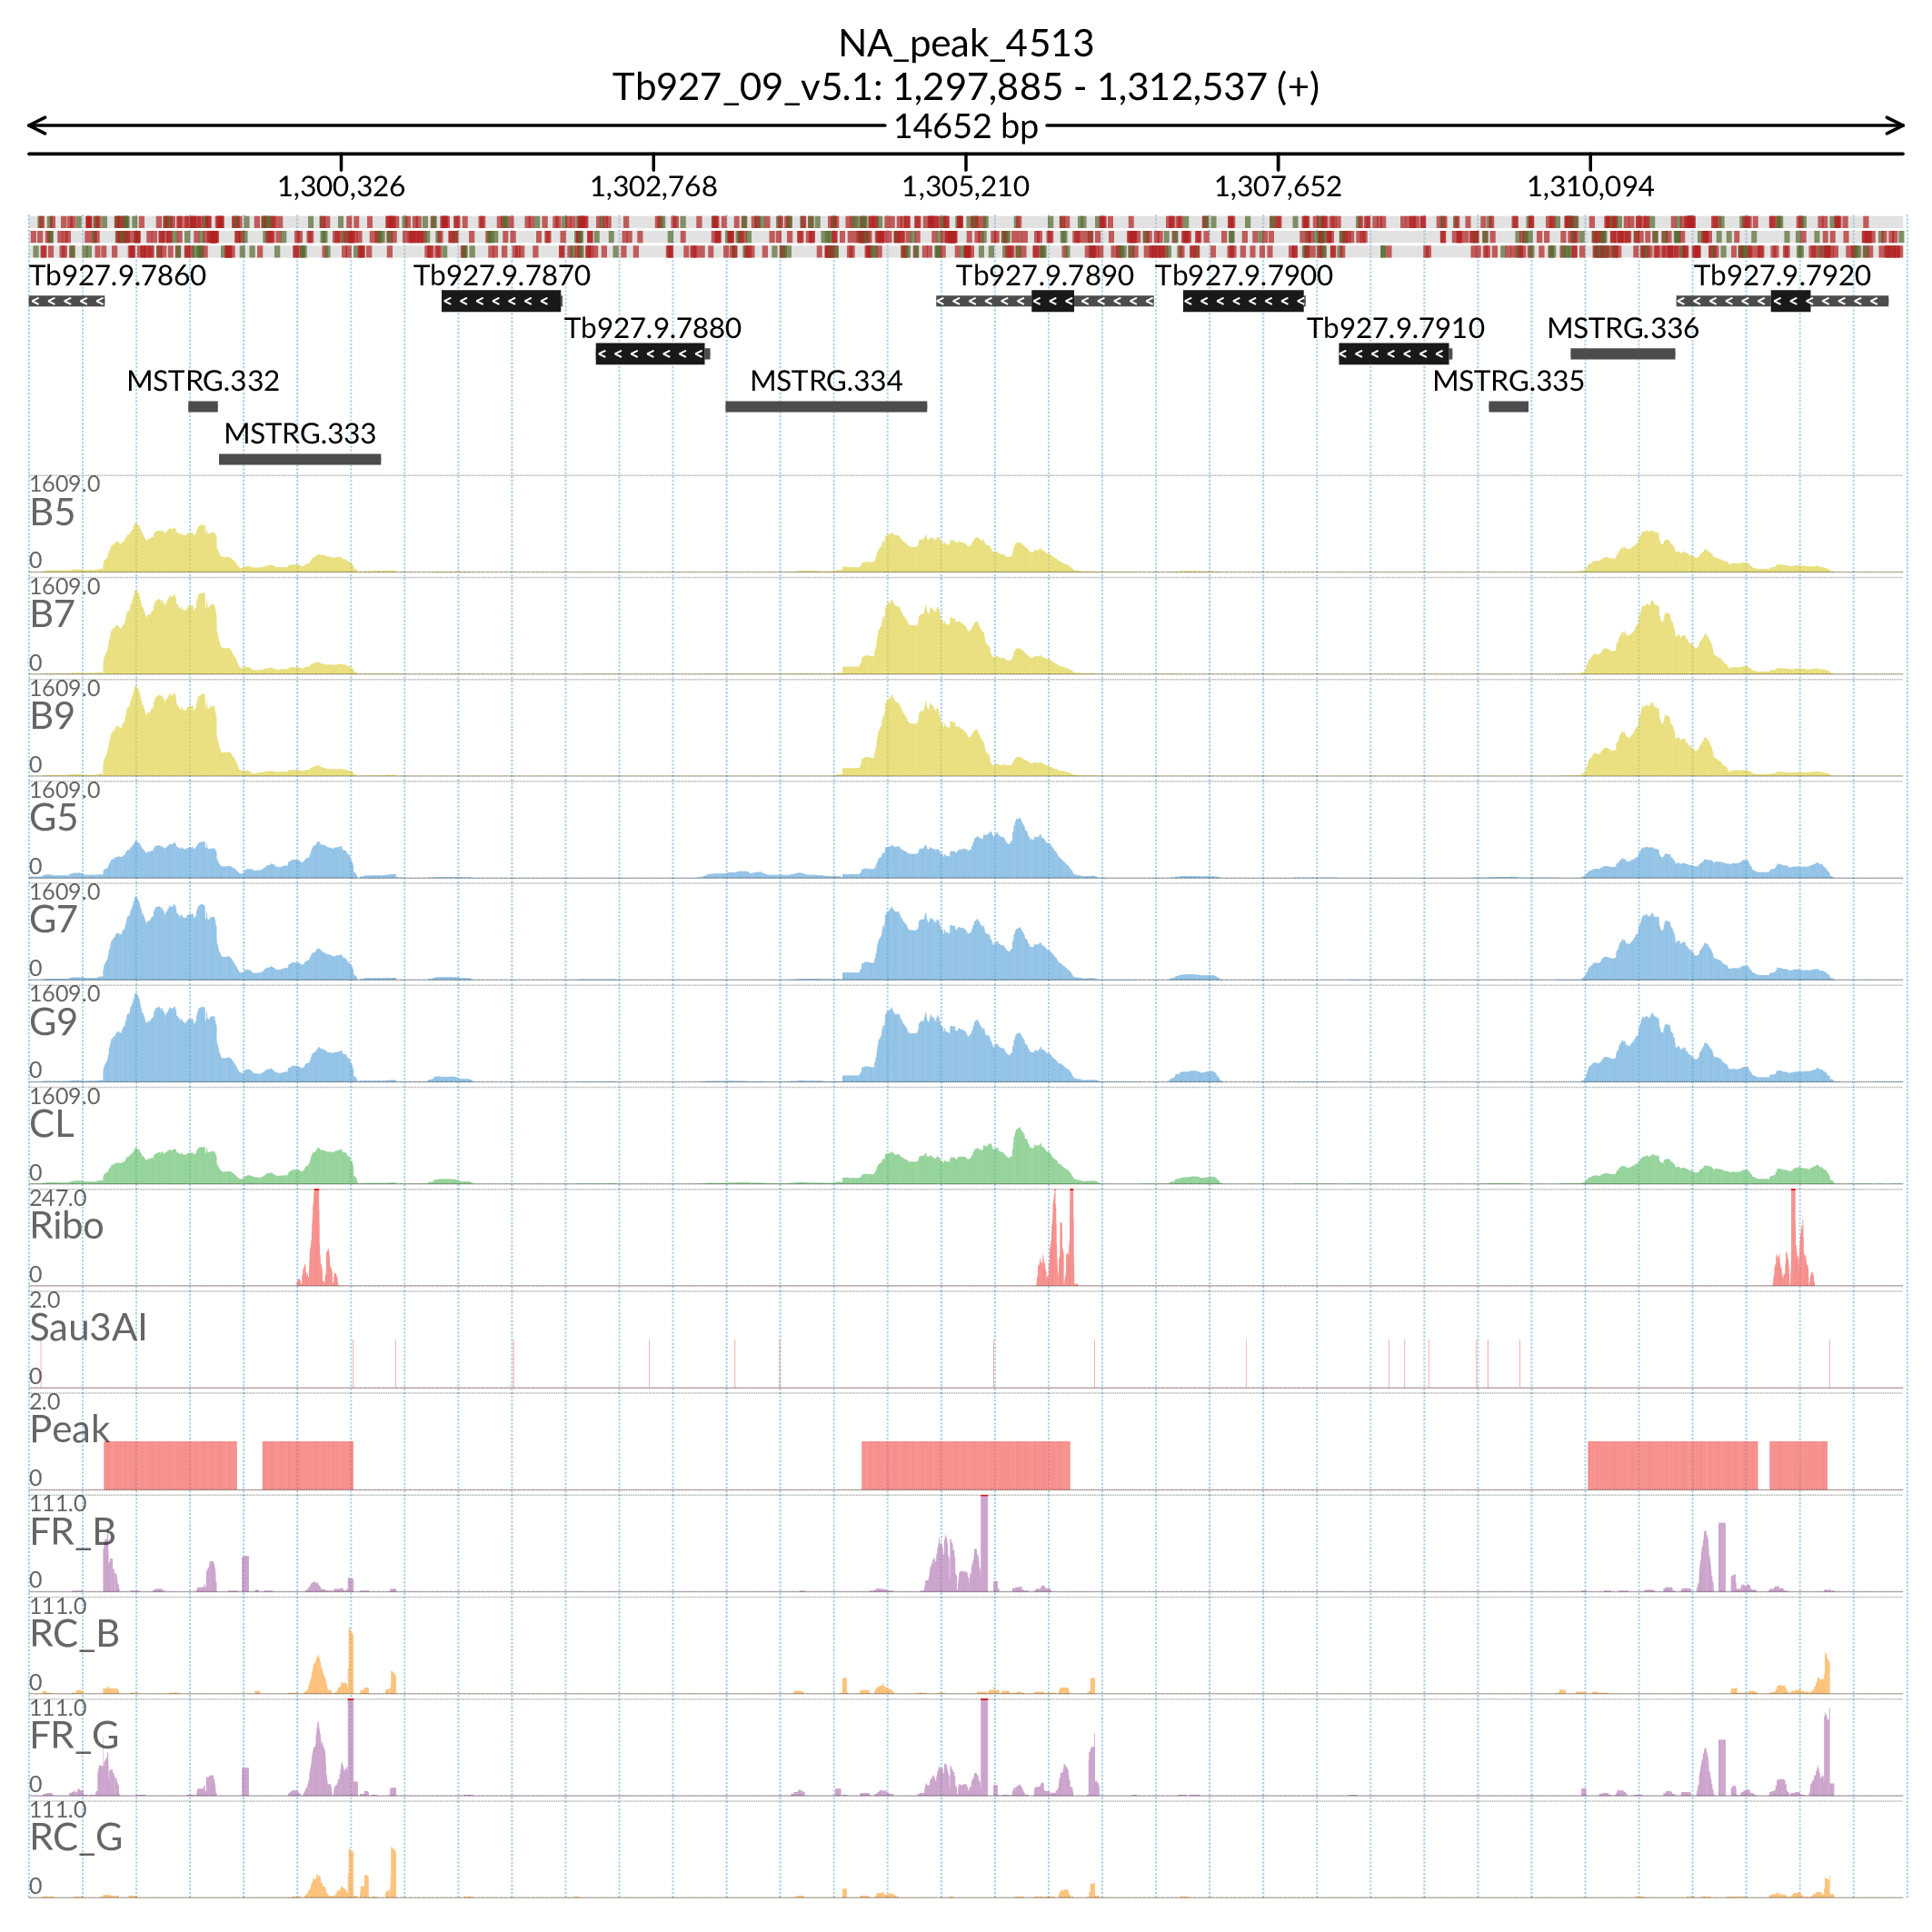 NA_peak_4513
Tb927_09_v5.1: 1,297,885 - 1,312,537 (+)
14652 bp
1,300,326 1,302,768 1,305,210 1,307,652 1,310,094
Tb927.9.7860 Tb927.9.7870 Tb927.9.7890 Tb927.9.7900 Tb927.9.7920
Tb927.9.7880 Tb927.9.7910 MSTRG.336
MSTRG.332 MSTRG.334 MSTRG.335
MSTRG.333
1609.0
B5
0
1609.0
B7
0
1609.0
B9
0
1609.0
G5
0
1609.0
G7
0
1609.0
G9
0
1609.0
CL
0
247.0
Ribo
0
2.0
Sau3AI
0
2.0
Peak
0
111.0
FR_B
0
111.0
RC_B
0
111.0
FR_G
0
111.0
RC_G
0